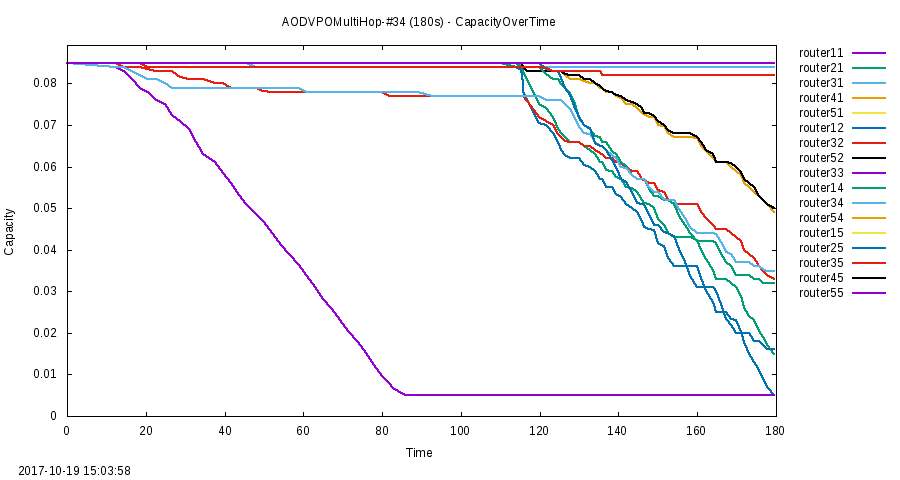 AODVPOMultiHop-#34 (180s) - CapacityOverTime
router11
router21
router31
router41
router51
router12
router32
router52
router33
router14
router34
router54
router15
router25
router35
router45
router55
0.08
0.07
0.06
0.05
0.04
0.03
0.02
0.01
0
Capacity
0 20 40 60 80 100 120 140 160 180
Time
2017-10-19 15:03:58